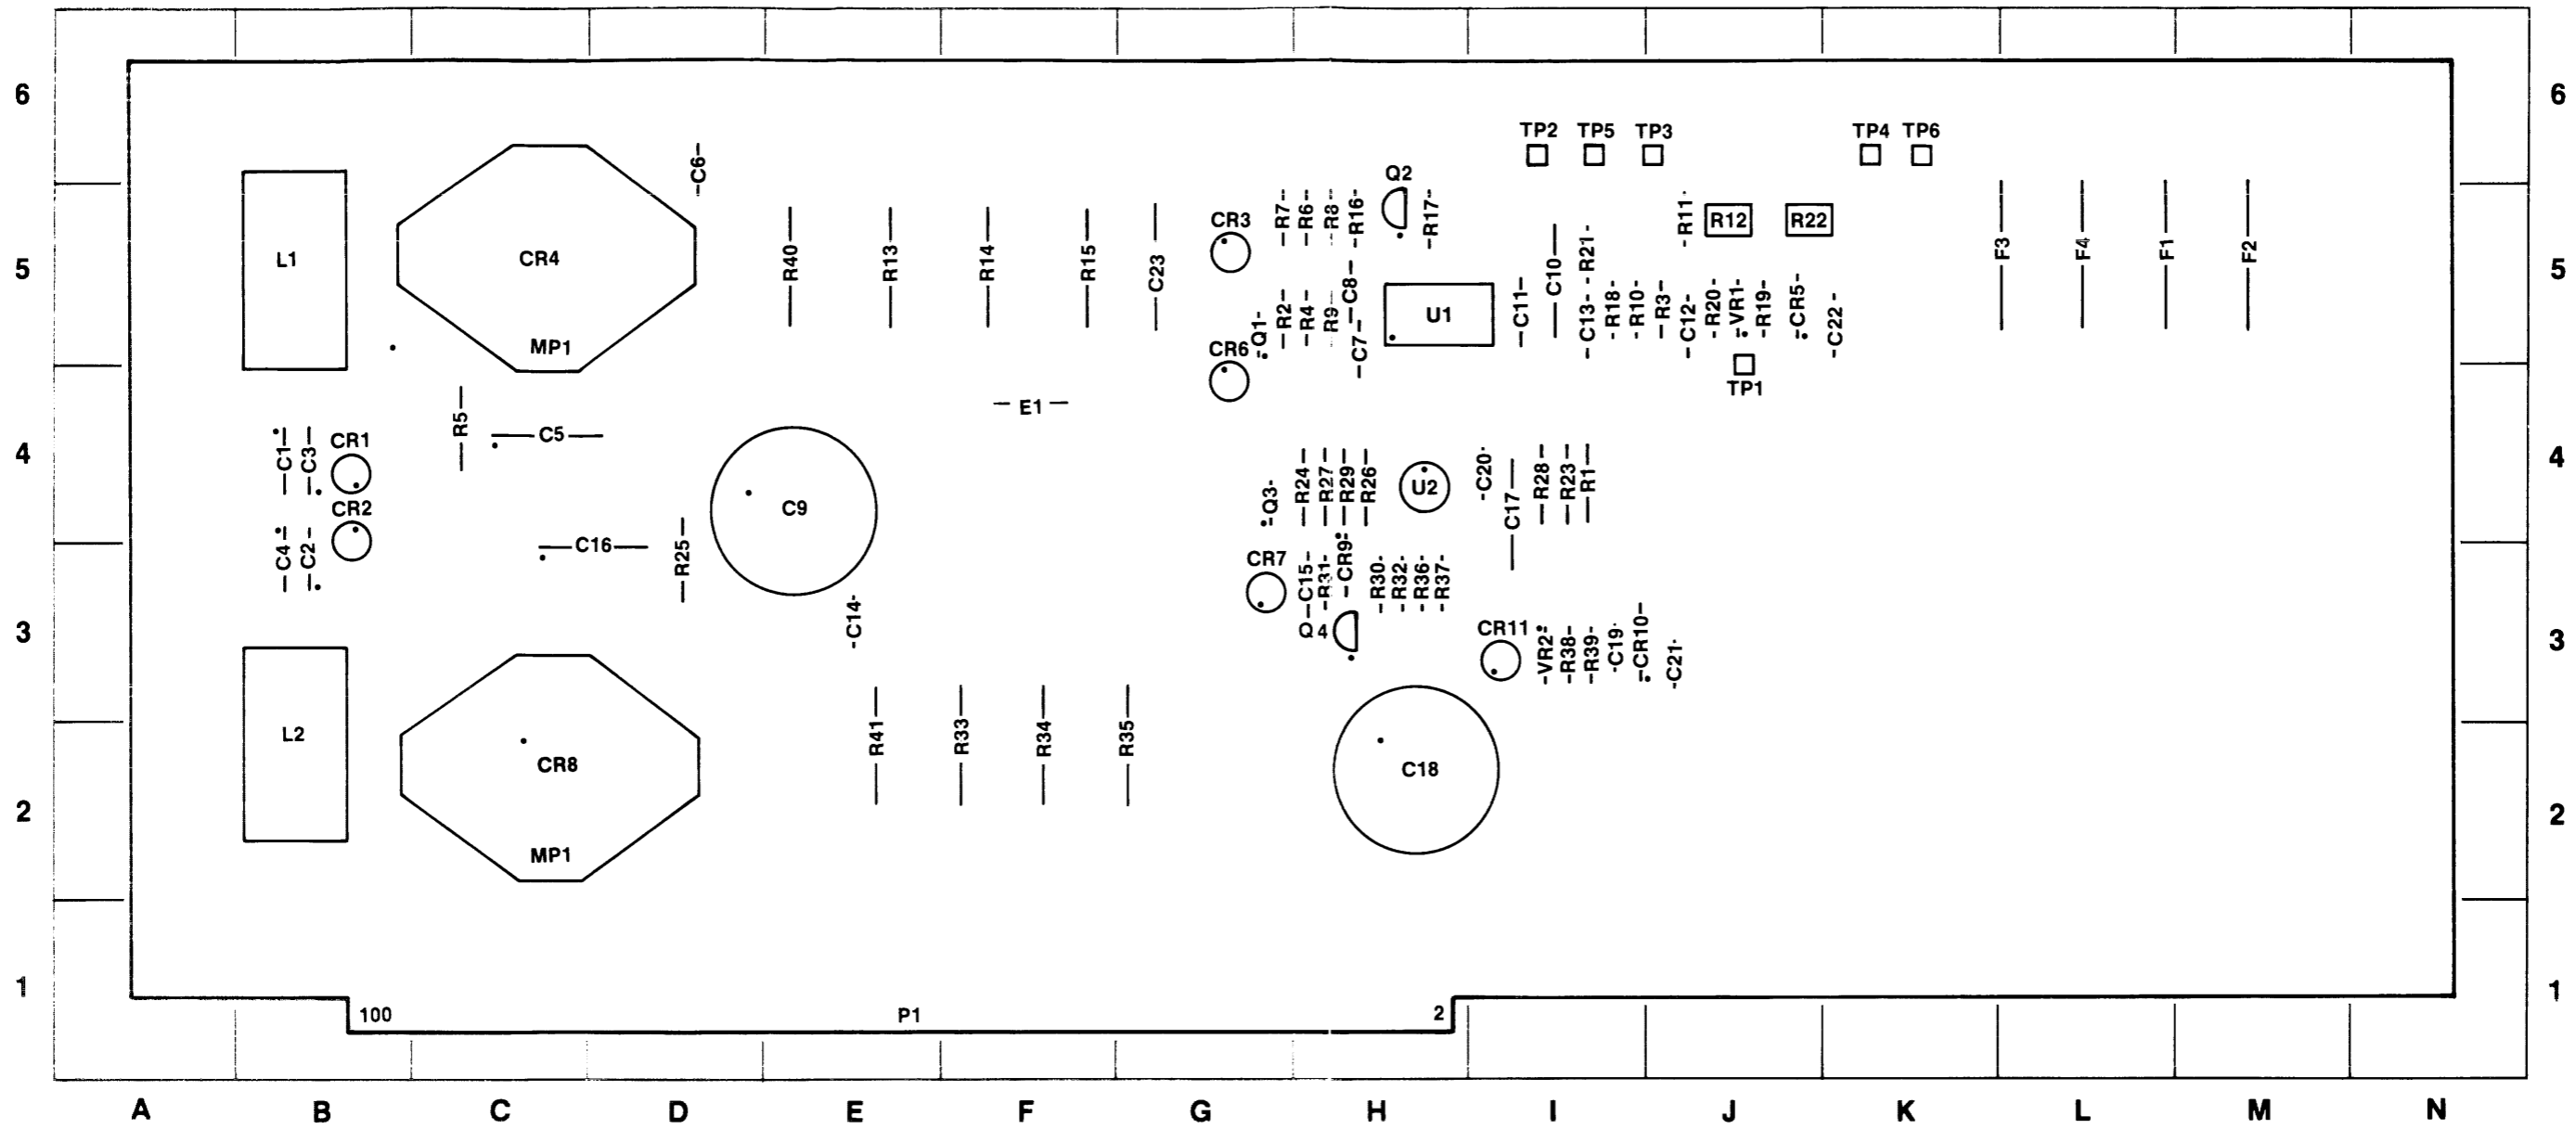 6 6
TP2 TP5 TP3 TP4 TP6
C6
Q2
CR3 R7 R6 R8 R16 R17 R11 R12 R22
L1 CR4 R40 R13 R14 R15 C23 C10 R21 F3 F4 F1 F2
5 5
C8
Q1 R2 R4 R9 U1 C11 C13 R18 R10 R3 C12 R20 VR1 R19 CR5 C22
MP1 CR6 C7
TP1
R5 E1
C5
C1 C3 CR1
4 4
C20
Q3 R24 R27 R29 R26 U2 C17 R28 R23 R1
CR2 C9
C4 C2 C16 R25
CR7 C15 R31 CR9 R30 R32 R36 R37
C14
3 3
Q4 CR11 VR2 R38 R39 C19 CR10 C21
L2 R41 R33 R34 R35
CR8 C18
2 2
MP1
1 1
100 P1 2
A B C D E F G H I J K L M N